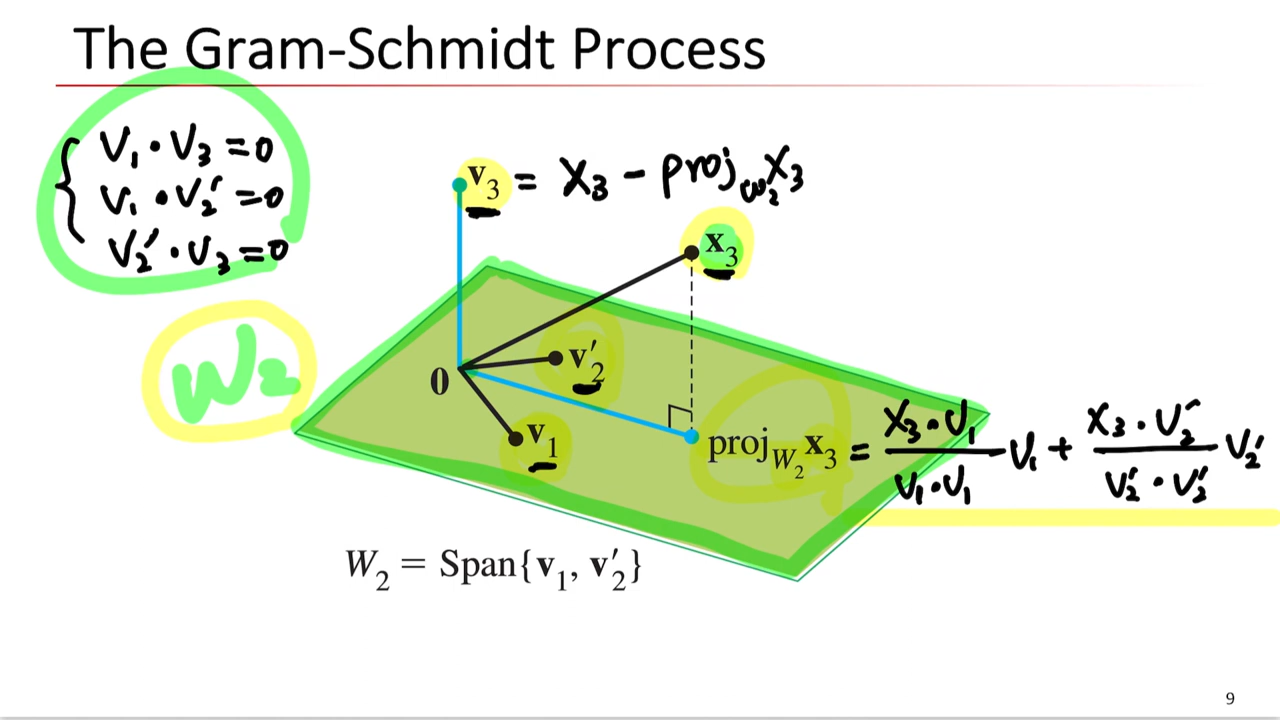 The Gram-Schmidt Process
V₁ · V₃ = 0
V₁ · V₂′ = 0
V₂′ · V₃ = 0
v₃ = X₃ − proj_W₂ X₃
x₃
W₂
v₂′
0
v₁
proj_W₂ x₃ = (X₃ · V₁)/(V₁ · V₁) V₁ + (X₃ · V₂′)/(V₂′ · V₂′) V₂′
W₂ = Span{v₁, v₂′}
9